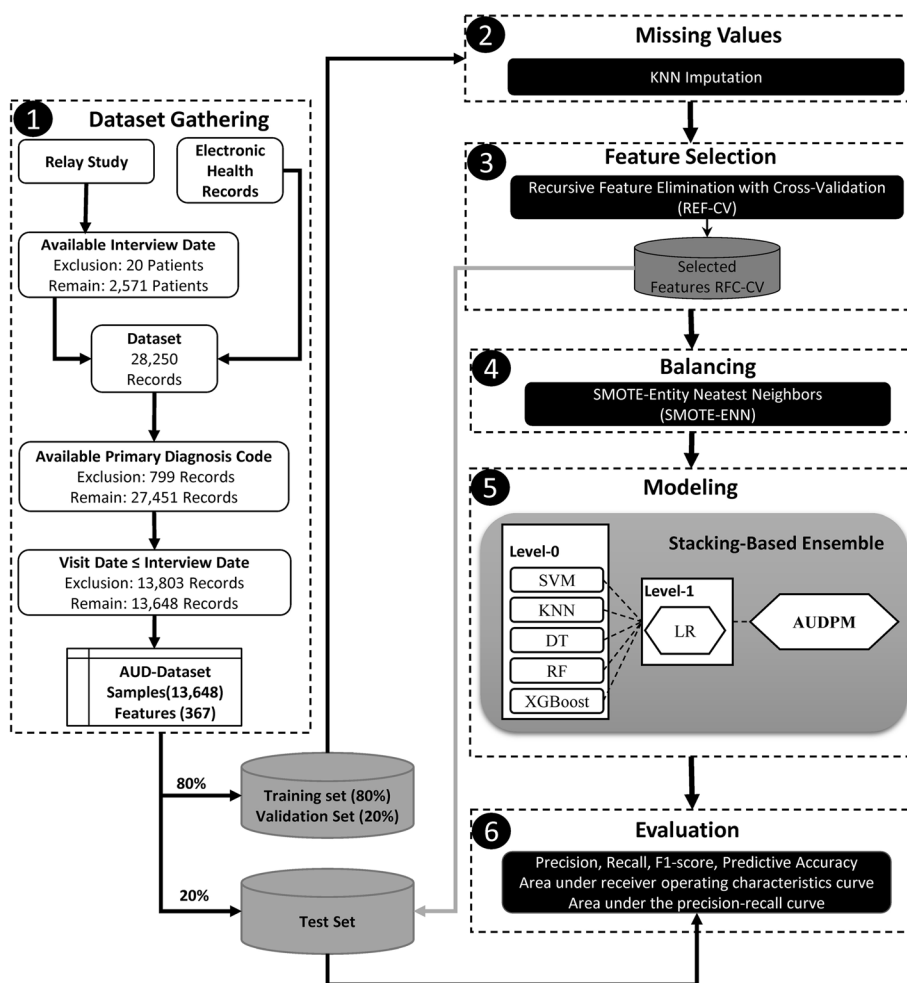 1
Dataset Gathering
Relay Study
Electronic
Health
Records
Available Interview Date
Exclusion: 20 Patients
Remain: 2,571 Patients
Dataset
28,250
Records
Available Primary Diagnosis Code
Exclusion: 799 Records
Remain: 27,451 Records
Visit Date ≤ Interview Date
Exclusion: 13,803 Records
Remain: 13,648 Records
AUD-Dataset
Samples(13,648)
Features (367)
80%
Training set (80%)
Validation Set (20%)
20%
Test Set
2
Missing Values
KNN Imputation
3
Feature Selection
Recursive Feature Elimination with Cross-Validation
(REF-CV)
Selected
Features RFC-CV
4
Balancing
SMOTE-Entity Neatest Neighbors
(SMOTE-ENN)
5
Modeling
Stacking-Based Ensemble
Level-0
SVM
KNN
DT
RF
XGBoost
Level-1
LR
AUDPM
6
Evaluation
Precision, Recall, F1-score, Predictive Accuracy
Area under receiver operating characteristics curve
Area under the precision-recall curve